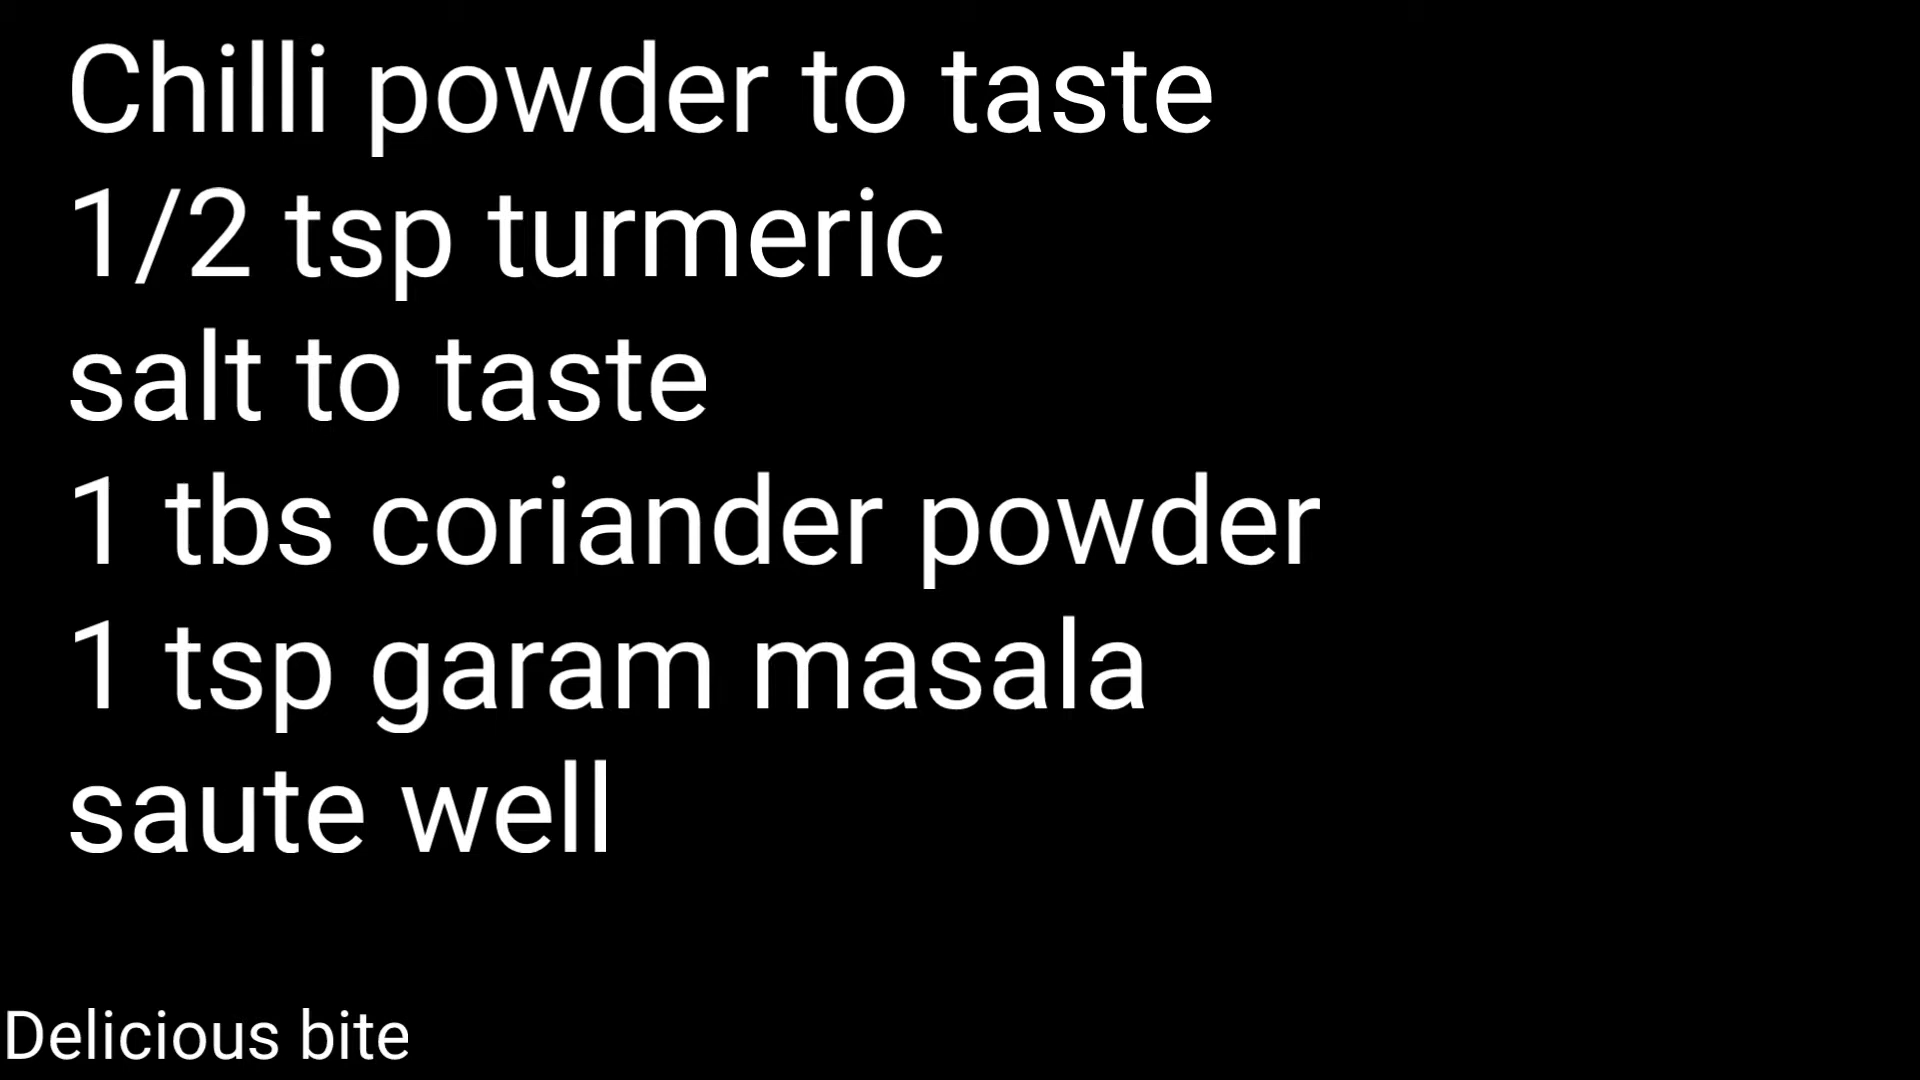 Chilli powder to taste
1/2 tsp turmeric
salt to taste
1 tbs coriander powder
1 tsp garam masala
saute well
Delicious bite